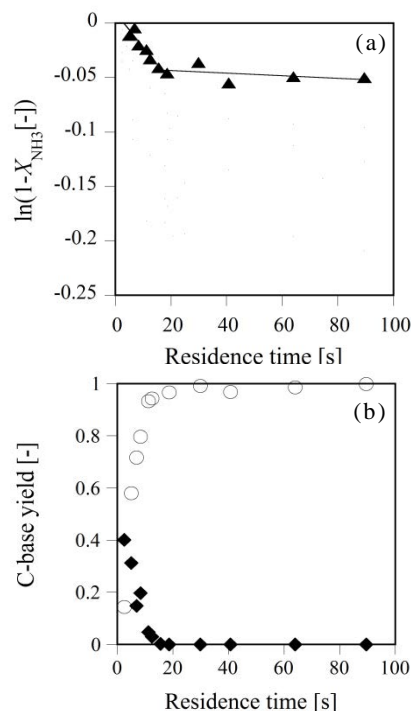 (a)
ln(1-X_NH3[-])
-0
-0.05
-0.1
-0.15
-0.2
-0.25
0 20 40 60 80 100
Residence time [s]
(b)
C-base yield [-]
1
0.8
0.6
0.4
0.2
0
0 20 40 60 80 100
Residence time [s]